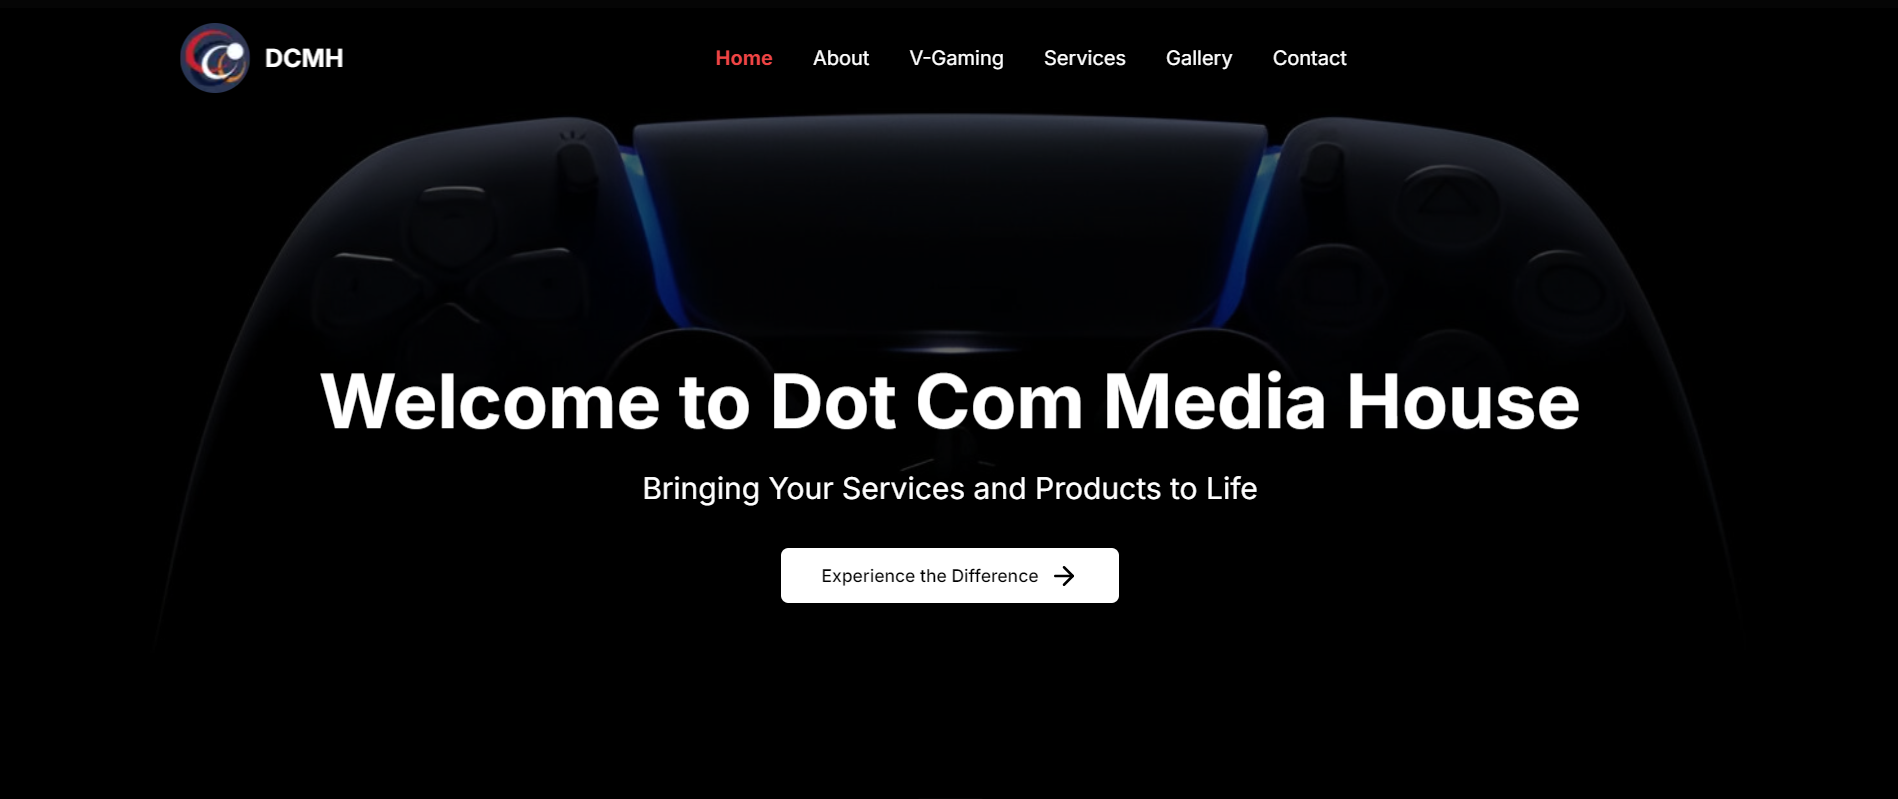 DCMH
Home About V-Gaming Services Gallery Contact
Welcome to Dot Com Media House
Bringing Your Services and Products to Life
Experience the Difference